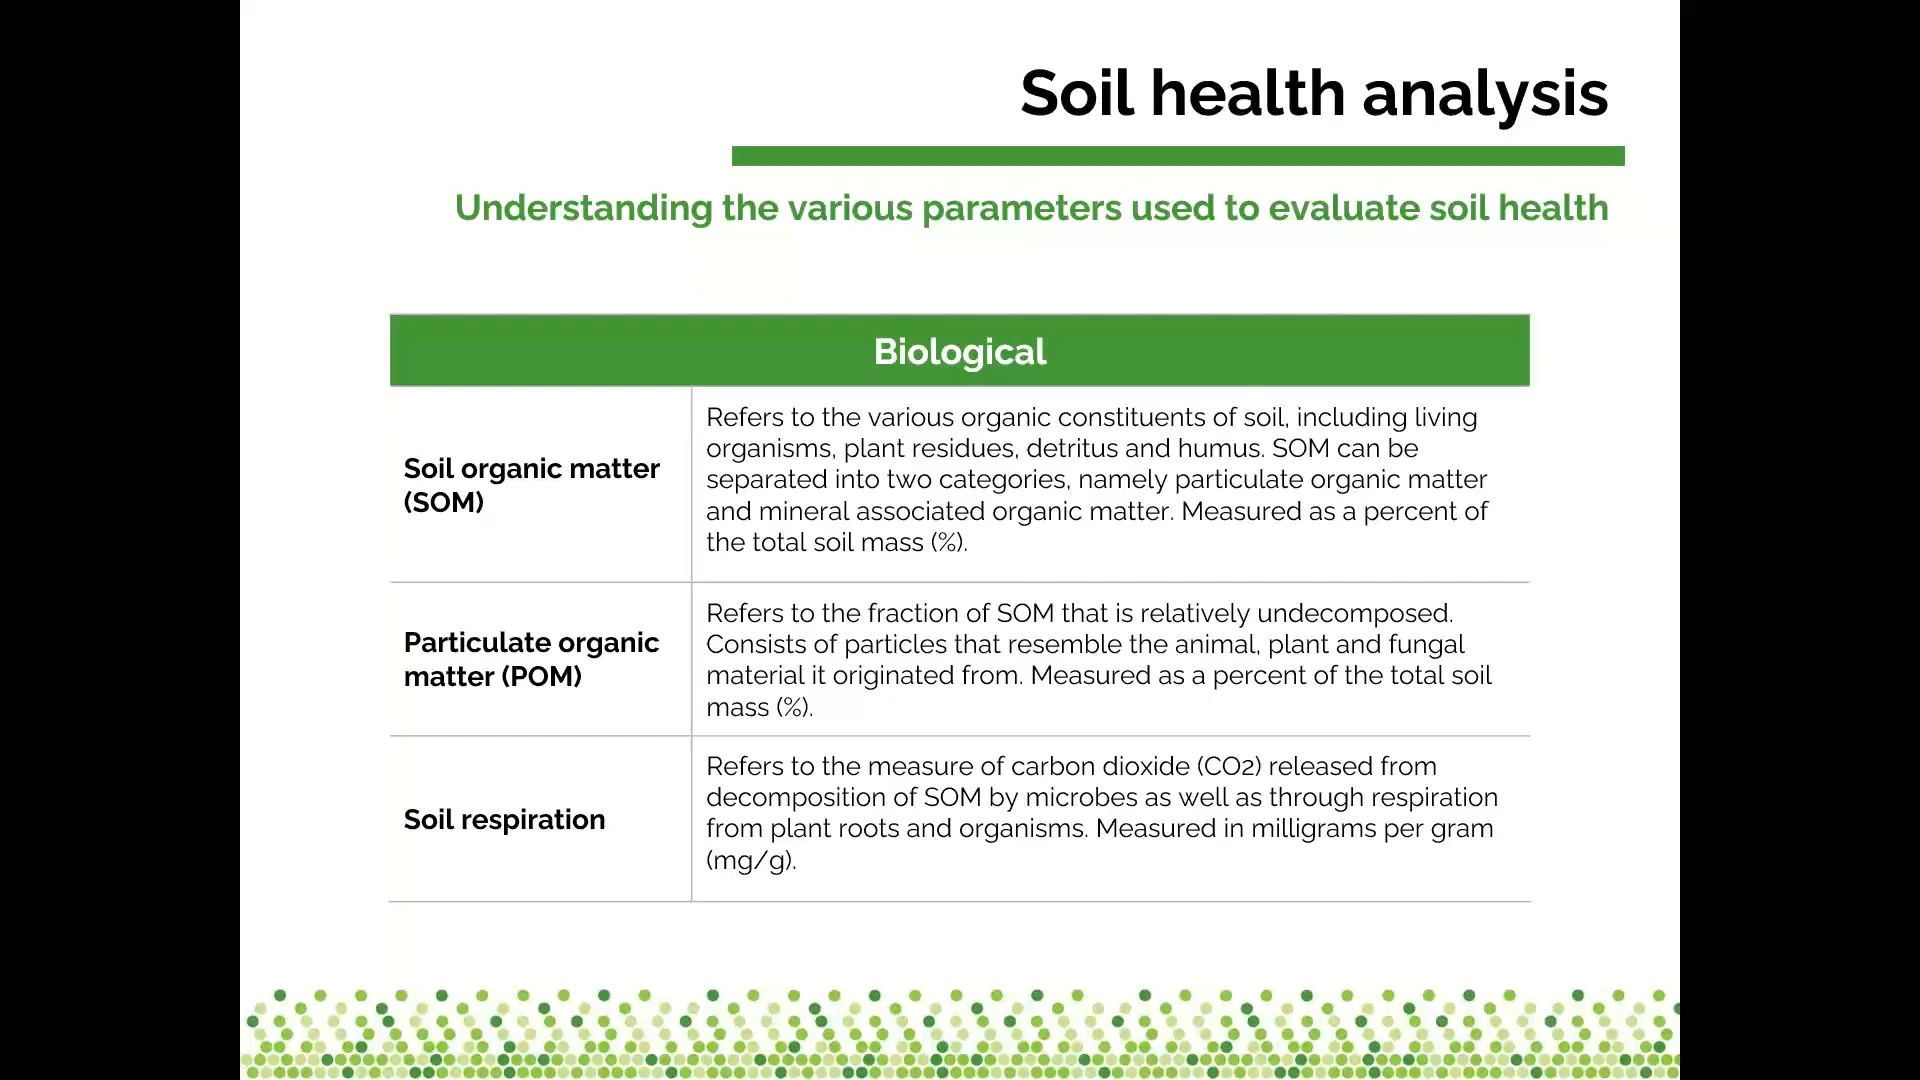 Soil health analysis
Understanding the various parameters used to evaluate soil health
Biological
Soil organic matter
(SOM)
Refers to the various organic constituents of soil, including living
organisms, plant residues, detritus and humus. SOM can be
separated into two categories, namely particulate organic matter
and mineral associated organic matter. Measured as a percent of
the total soil mass (%).
Particulate organic
matter (POM)
Refers to the fraction of SOM that is relatively undecomposed.
Consists of particles that resemble the animal, plant and fungal
material it originated from. Measured as a percent of the total soil
mass (%).
Soil respiration
Refers to the measure of carbon dioxide (CO2) released from
decomposition of SOM by microbes as well as through respiration
from plant roots and organisms. Measured in milligrams per gram
(mg/g).